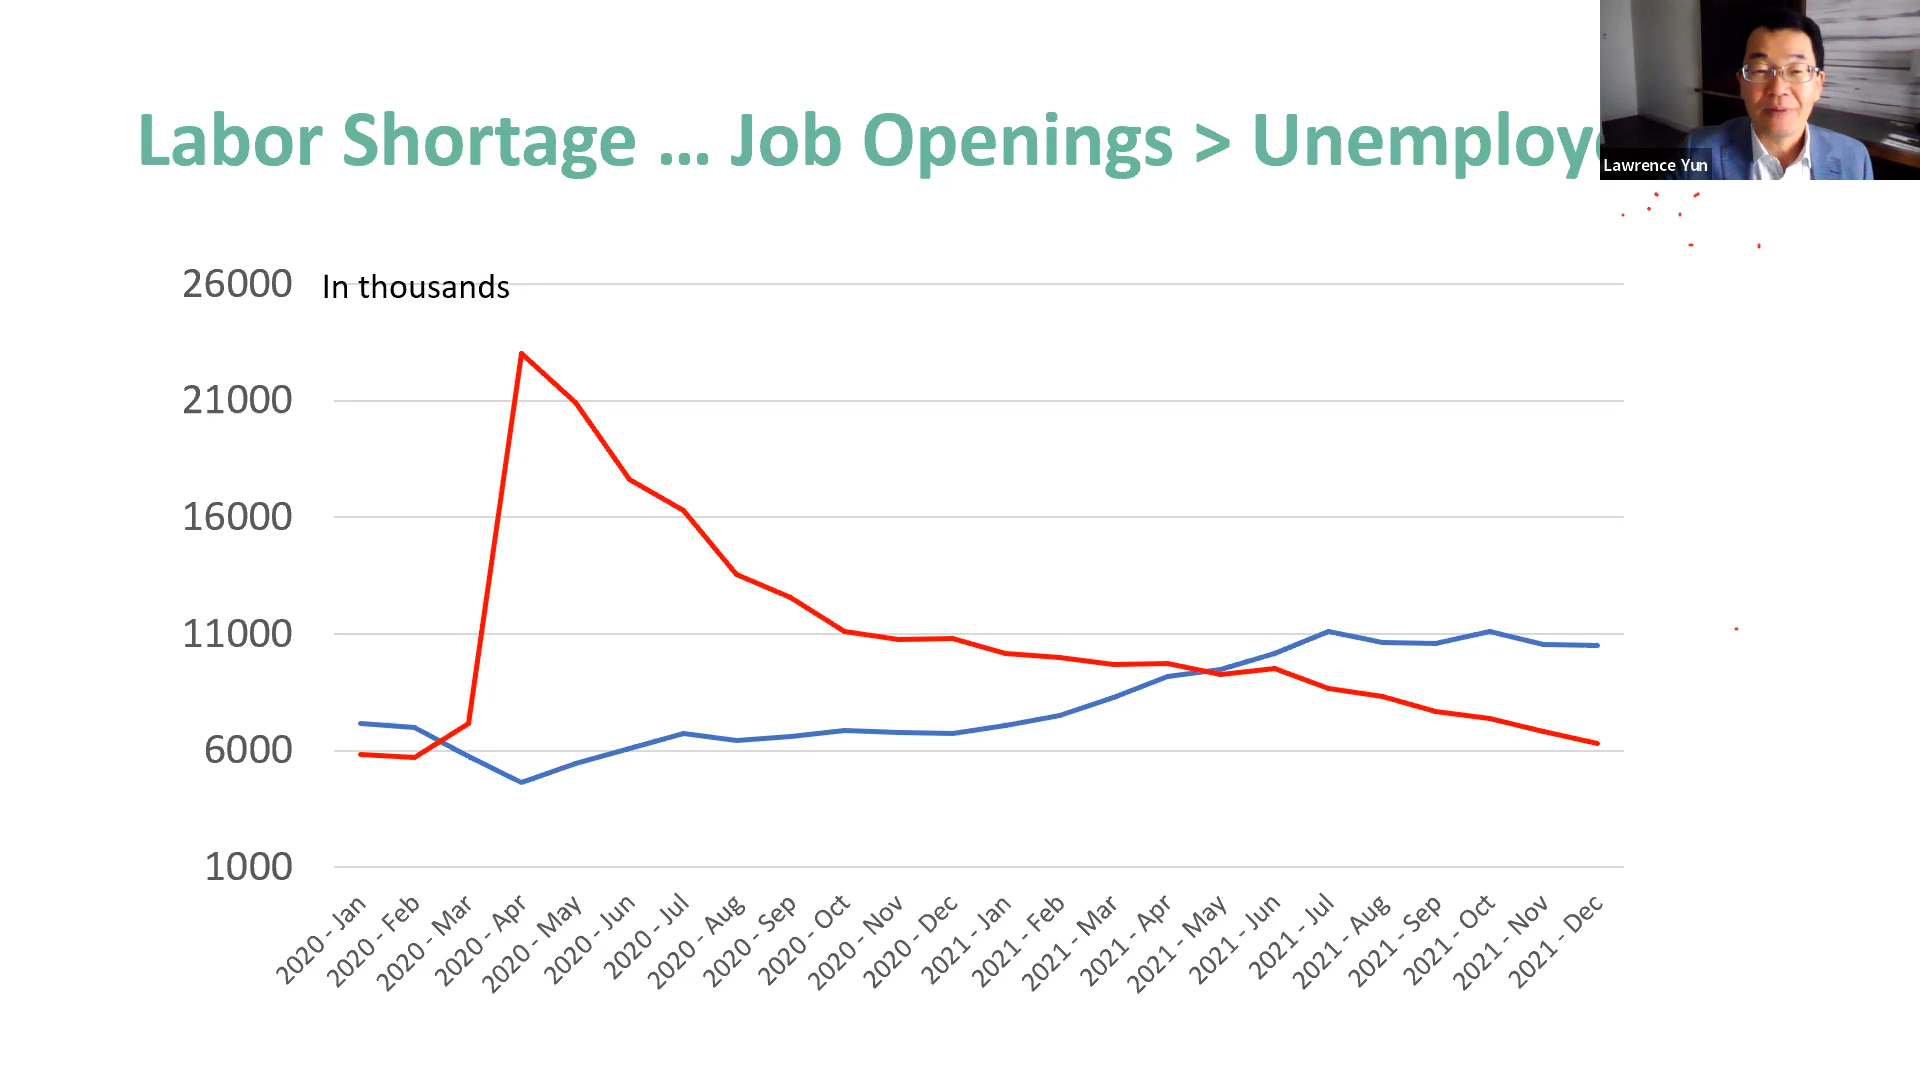 Labor Shortage ... Job Openings > Unemploy
Lawrence Yun
In thousands
26000
21000
16000
11000
6000
1000
2020 - Jan
2020 - Feb
2020 - Mar
2020 - Apr
2020 - May
2020 - Jun
2020 - Jul
2020 - Aug
2020 - Sep
2020 - Oct
2020 - Nov
2020 - Dec
2021 - Jan
2021 - Feb
2021 - Mar
2021 - Apr
2021 - May
2021 - Jun
2021 - Jul
2021 - Aug
2021 - Sep
2021 - Oct
2021 - Nov
2021 - Dec